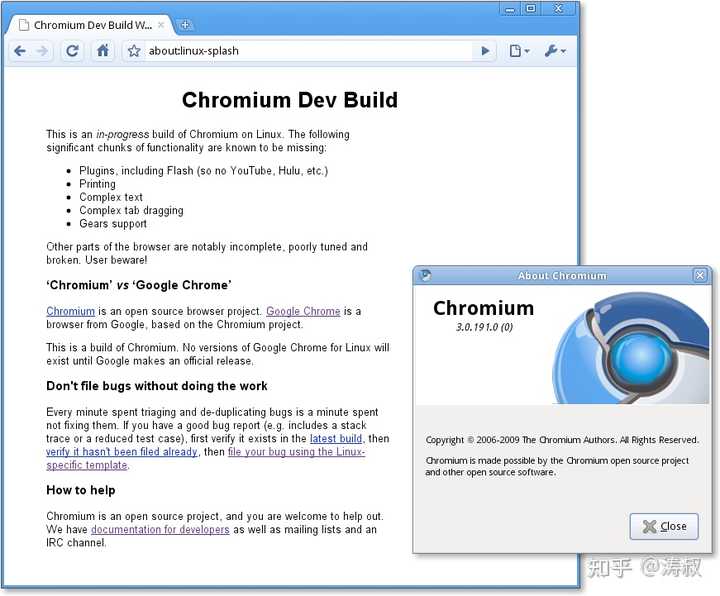 Chromium Dev Build W...
about:linux-splash
Chromium Dev Build
This is an in-progress build of Chromium on Linux. The following
significant chunks of functionality are known to be missing:
• Plugins, including Flash (so no YouTube, Hulu, etc.)
• Printing
• Complex text
• Complex tab dragging
• Gears support
Other parts of the browser are notably incomplete, poorly tuned and
broken. User beware!
‘Chromium’ vs ‘Google Chrome’
Chromium is an open source browser project. Google Chrome is a
browser from Google, based on the Chromium project.
This is a build of Chromium. No versions of Google Chrome for Linux will
exist until Google makes an official release.
Don't file bugs without doing the work
Every minute spent triaging and de-duplicating bugs is a minute spent
not fixing them. If you have a good bug report (e.g. includes a stack
trace or a reduced test case), first verify it exists in the latest build, then
verify it hasn't been filed already, then file your bug using the Linux-
specific template.
How to help
Chromium is an open source project, and you are welcome to help out.
We have documentation for developers as well as mailing lists and an
IRC channel.
About Chromium
Chromium
3.0.191.0 (0)
Copyright © 2006-2009 The Chromium Authors. All Rights Reserved.
Chromium is made possible by the Chromium open source project
and other open source software.
Close
知乎 @涛叔